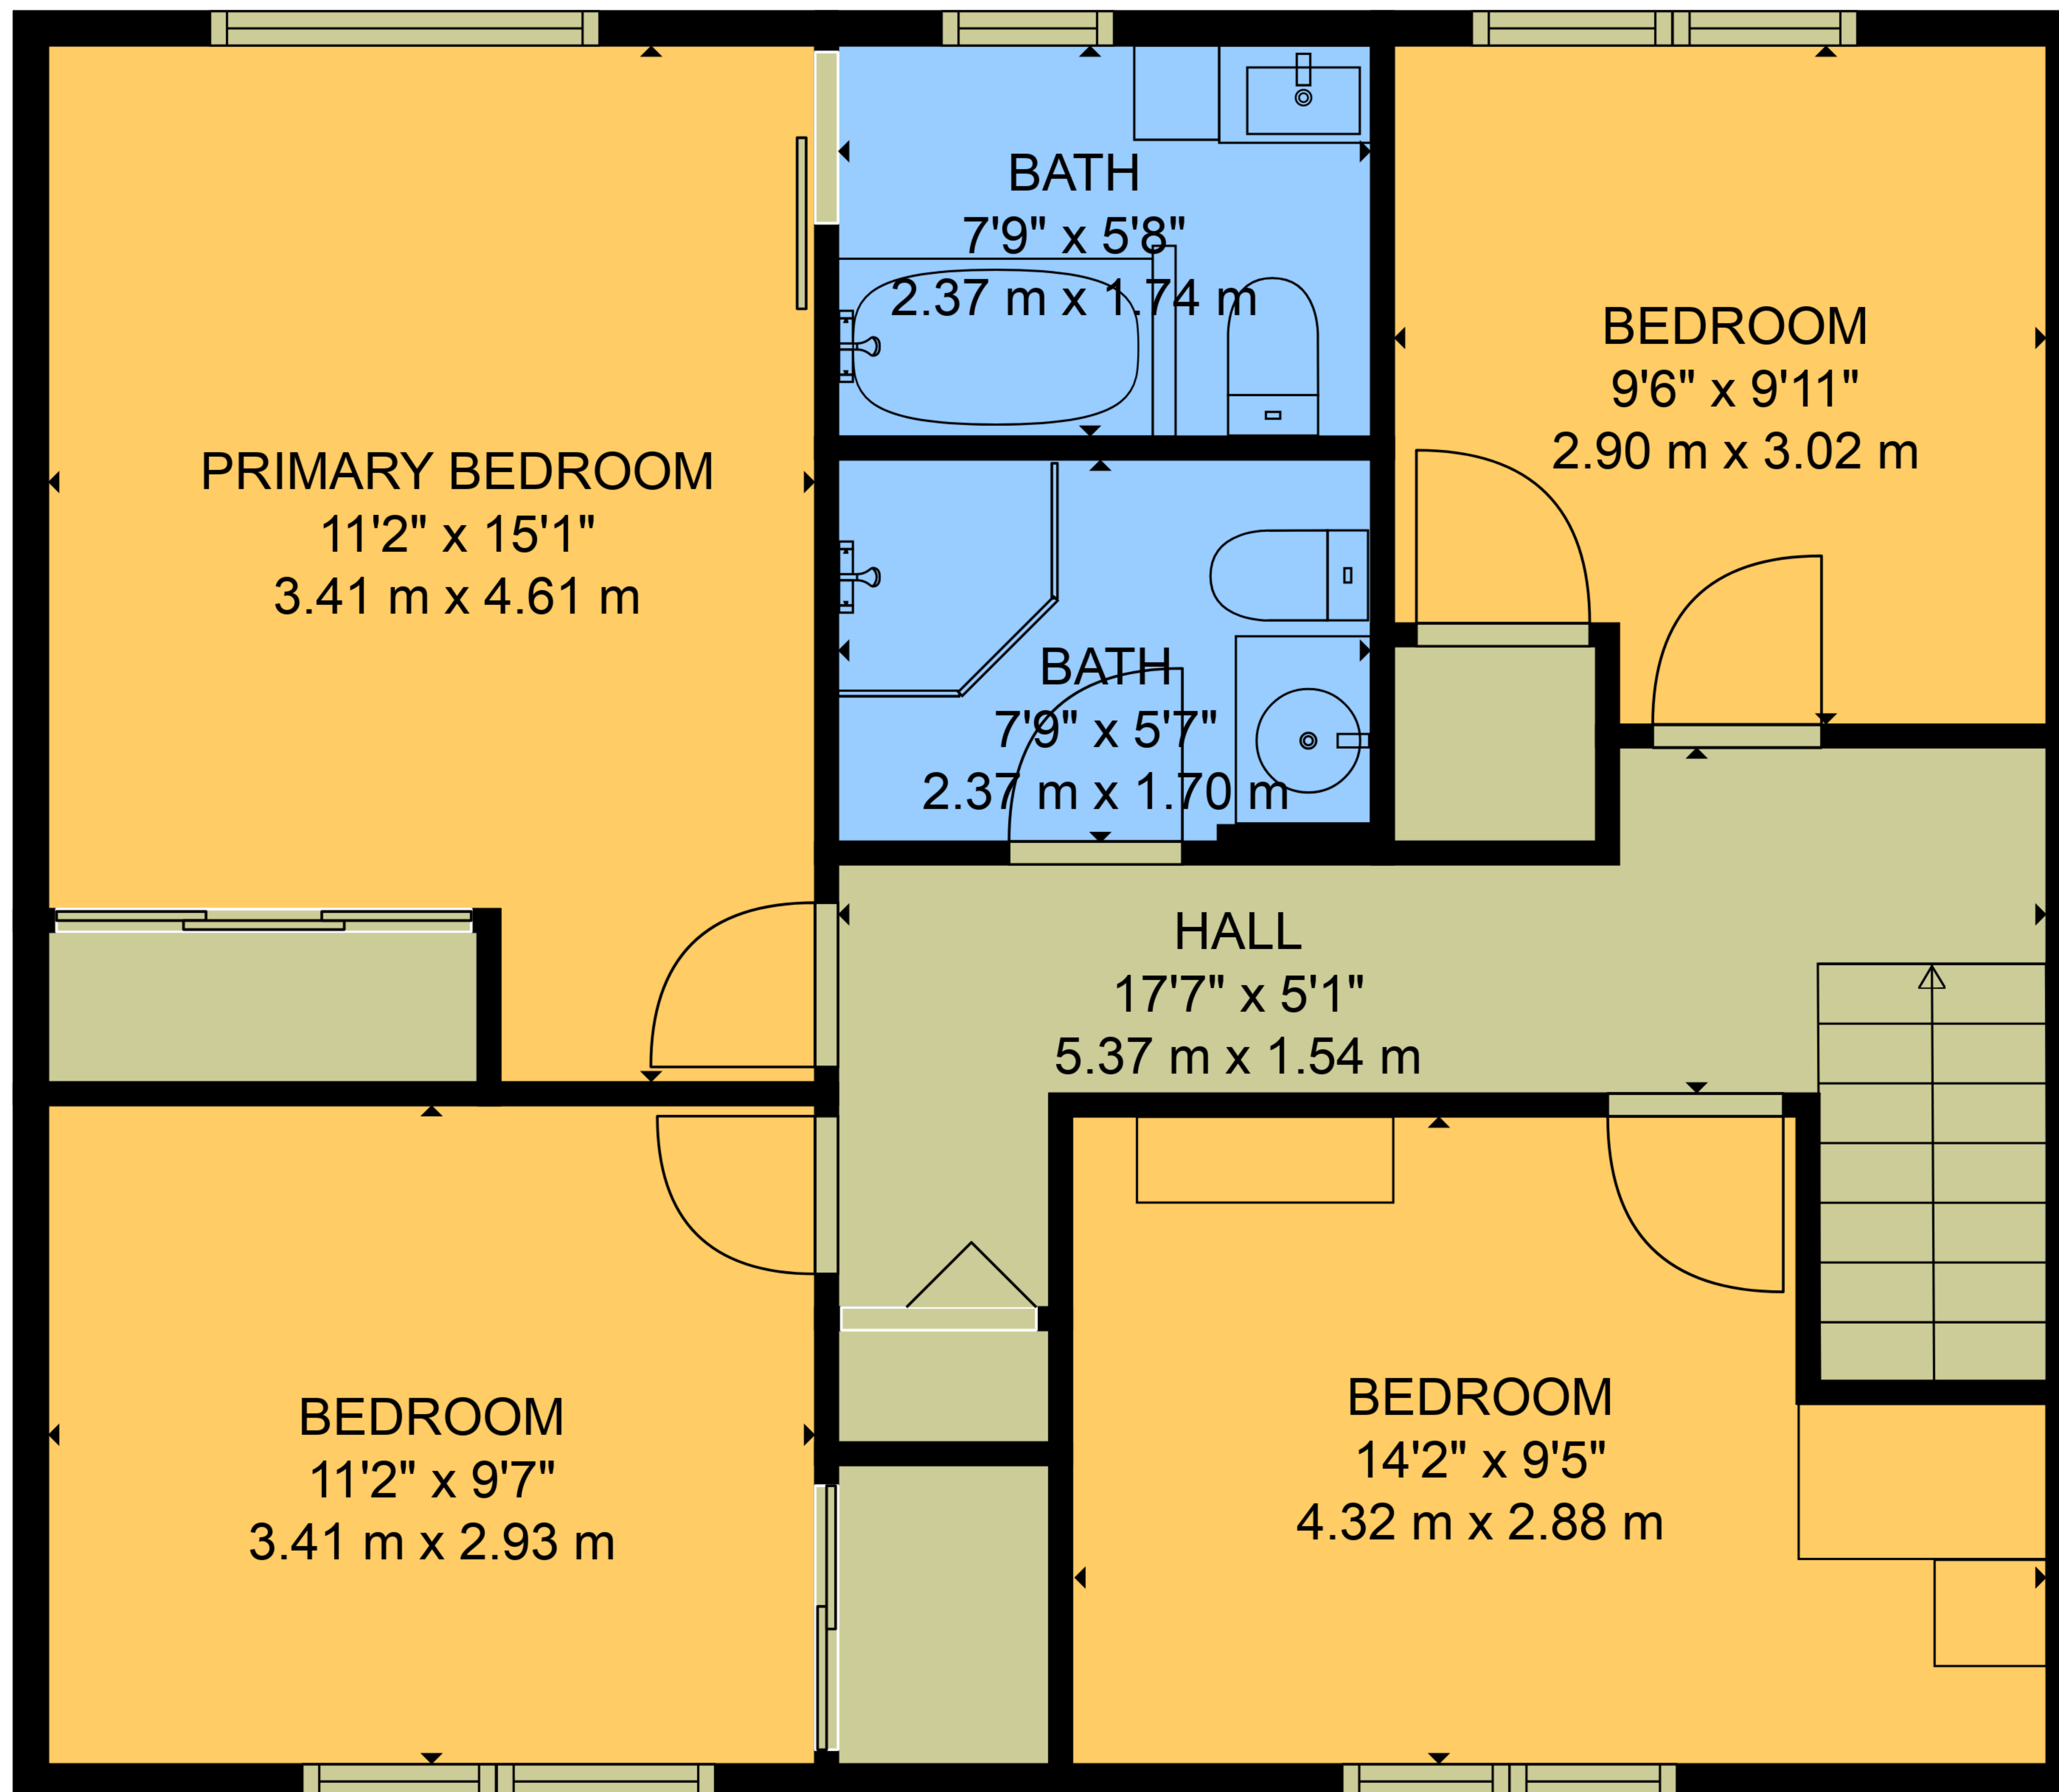 BATH
7'9" x 5'8"
2.37 m x 1.74 m
BEDROOM
9'6" x 9'11"
2.90 m x 3.02 m
PRIMARY BEDROOM
11'2" x 15'1"
3.41 m x 4.61 m
BATH
7'9" x 5'7"
2.37 m x 1.70 m
HALL
17'7" x 5'1"
5.37 m x 1.54 m
BEDROOM
11'2" x 9'7"
3.41 m x 2.93 m
BEDROOM
14'2" x 9'5"
4.32 m x 2.88 m